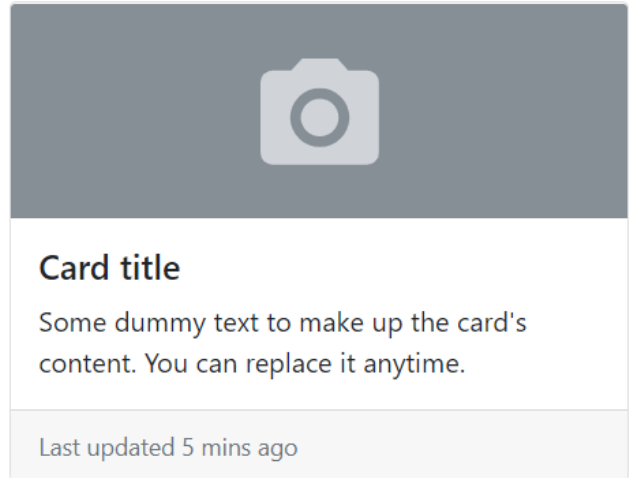 Card title
Some dummy text to make up the card's
content. You can replace it anytime.
Last updated 5 mins ago